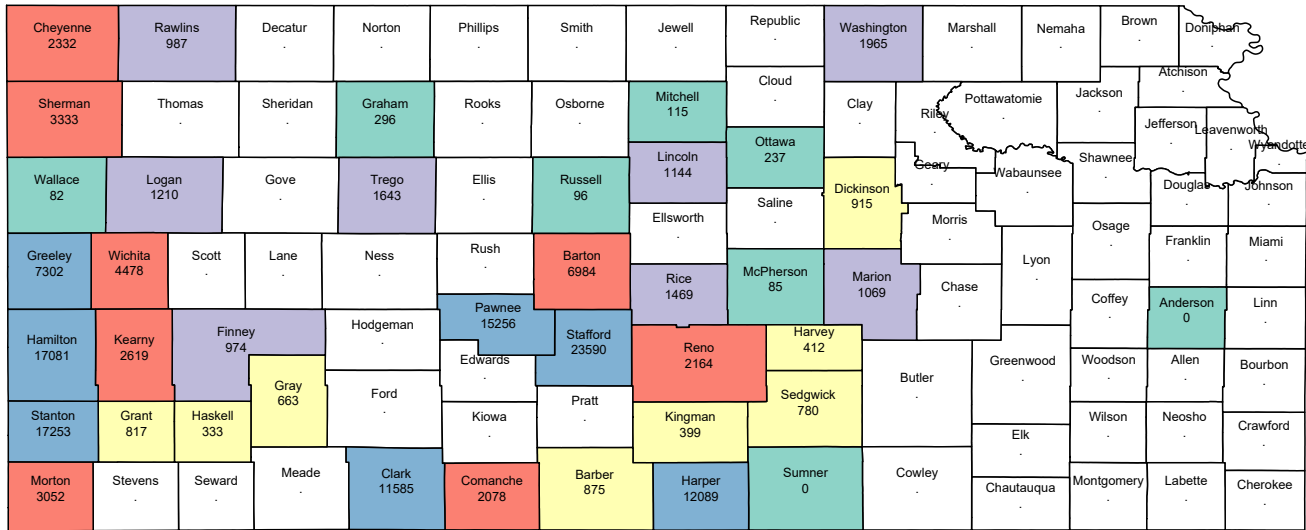 Cheyenne
2332
Rawlins
987
Decatur
.
Norton
.
Phillips
.
Smith
.
Jewell
.
Republic
.
Washington
1965
Marshall
.
Nemaha
.
Brown
.
Doniphan
.
Sherman
3333
Thomas
.
Sheridan
.
Graham
296
Rooks
.
Osborne
.
Mitchell
115
Cloud
.
Clay
.
Riley
.
Pottawatomie
.
Jackson
.
Atchison
.
Jefferson
.
Leavenworth
.
Wyandotte
.
Ottawa
237
Lincoln
1144
Wallace
82
Logan
1210
Gove
.
Trego
1643
Ellis
.
Russell
96
Saline
.
Dickinson
915
Geary
.
Wabaunsee
.
Shawnee
.
Douglas
.
Johnson
.
Ellsworth
.
Morris
.
Osage
.
Greeley
7302
Wichita
4478
Scott
.
Lane
.
Ness
.
Rush
.
Barton
6984
Rice
1469
McPherson
85
Marion
1069
Chase
.
Lyon
.
Franklin
.
Miami
.
Coffey
.
Anderson
0
Linn
.
Hamilton
17081
Kearny
2619
Finney
974
Hodgeman
.
Pawnee
15256
Stafford
23590
Edwards
.
Reno
2164
Harvey
412
Gray
663
Ford
.
Butler
.
Greenwood
.
Woodson
.
Allen
.
Bourbon
.
Stanton
17253
Grant
817
Haskell
333
Kiowa
.
Pratt
.
Kingman
399
Sedgwick
780
Elk
.
Wilson
.
Neosho
.
Crawford
.
Morton
3052
Stevens
.
Seward
.
Meade
.
Clark
11585
Comanche
2078
Barber
875
Harper
12089
Sumner
0
Cowley
.
Chautauqua
.
Montgomery
.
Labette
.
Cherokee
.